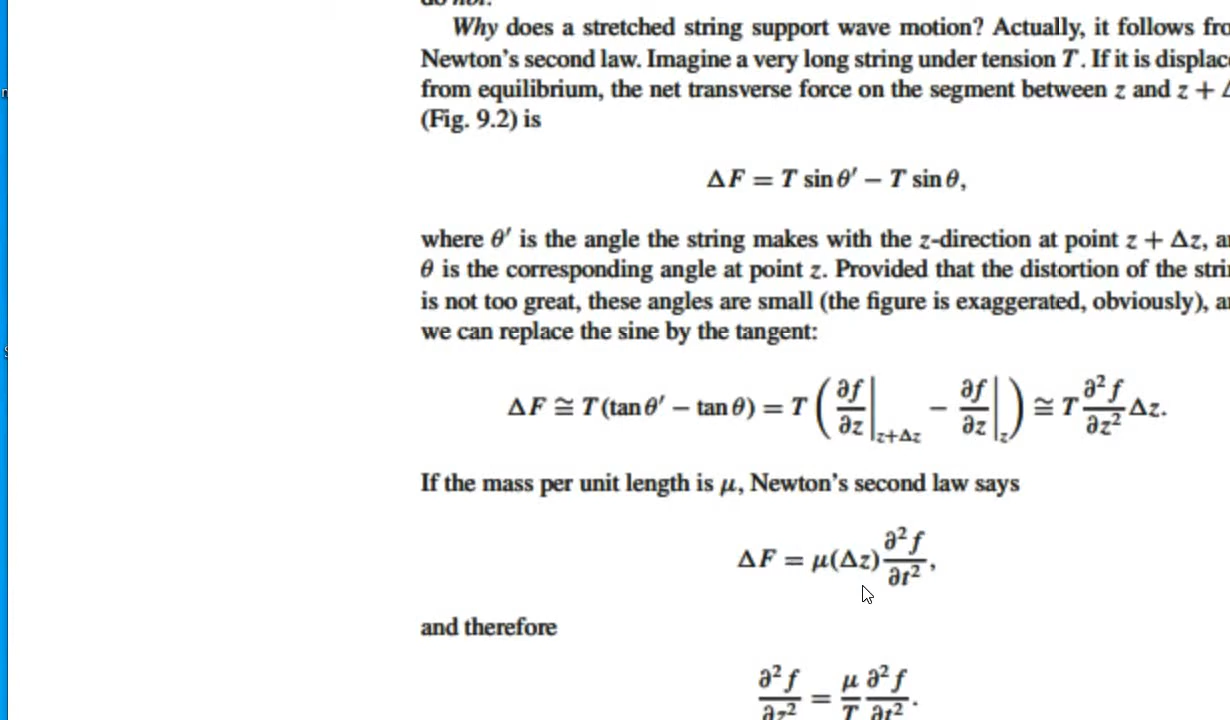 Why does a stretched string support wave motion? Actually, it follows
Newton's second law. Imagine a very long string under tension T. If it is
from equilibrium, the net transverse force on the segment between z and z +
(Fig. 9.2) is
ΔF = T sin θ′ − T sin θ,
where θ′ is the angle the string makes with the z-direction at point z + Δz,
θ is the corresponding angle at point z. Provided that the distortion of the
is not too great, these angles are small (the figure is exaggerated, obviously),
we can replace the sine by the tangent:
ΔF ≅ T(tan θ′ − tan θ) = T (∂f/∂z|z+Δz − ∂f/∂z|z) ≅ T ∂²f/∂z² Δz.
If the mass per unit length is μ, Newton's second law says
ΔF = μ(Δz) ∂²f/∂t²,
and therefore
∂²f/∂z² = μ/T ∂²f/∂t².